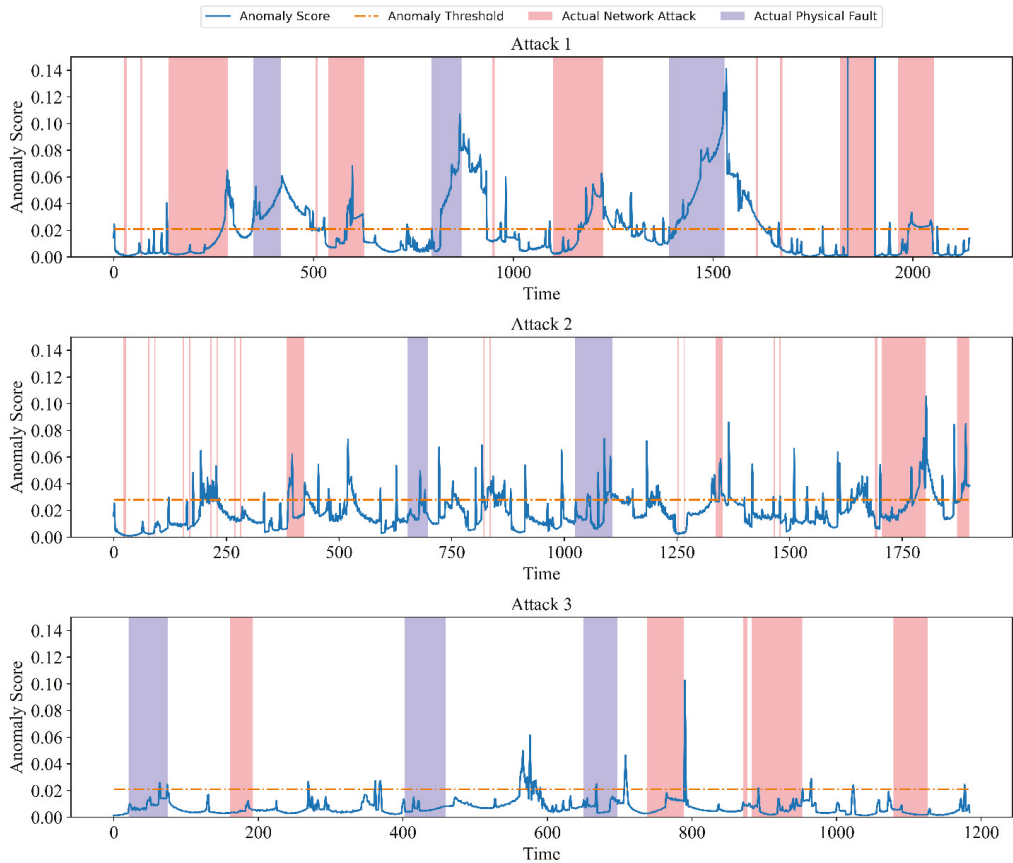 Anomaly Score Anomaly Threshold Actual Network Attack Actual Physical Fault
Attack 1
0.14
0.12
0.10
0.08
0.06
0.04
0.02
0.00
Anomaly Score
0 500 1000 1500 2000
Time
Attack 2
0.14
0.12
0.10
0.08
0.06
0.04
0.02
0.00
Anomaly Score
0 250 500 750 1000 1250 1500 1750
Time
Attack 3
0.14
0.12
0.10
0.08
0.06
0.04
0.02
0.00
Anomaly Score
0 200 400 600 800 1000 1200
Time